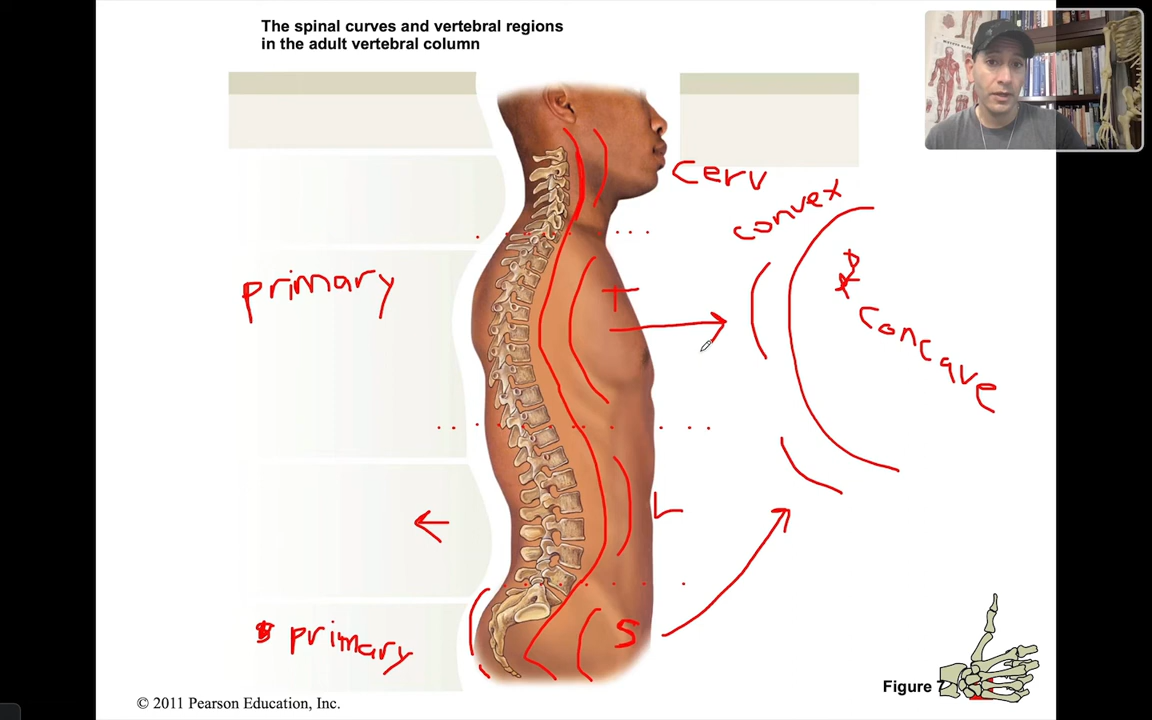 The spinal curves and vertebral regions
in the adult vertebral column
cerv
convex
primary
T
&
concave
L
primary
S
Figure 7
© 2011 Pearson Education, Inc.